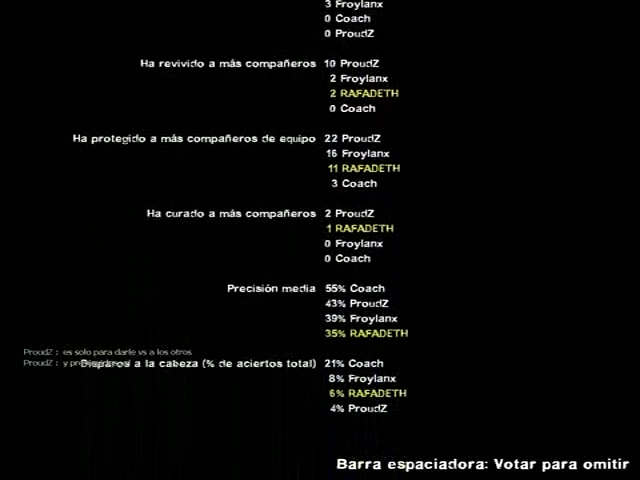 3 Froylanx
0 Coach
0 ProudZ
Ha revivido a más compañeros 10 ProudZ
2 Froylanx
2 RAFADETH
0 Coach
Ha protegido a más compañeros de equipo 22 ProudZ
16 Froylanx
11 RAFADETH
3 Coach
Ha curado a más compañeros 2 ProudZ
1 RAFADETH
0 Froylanx
0 Coach
Precisión media 55% Coach
43% ProudZ
39% Froylanx
35% RAFADETH
ProudZ : es solo para darle vs a los otros
ProudZ : y
Disparos a la cabeza (% de aciertos total) 21% Coach
8% Froylanx
6% RAFADETH
4% ProudZ
Barra espaciadora: Votar para omitir